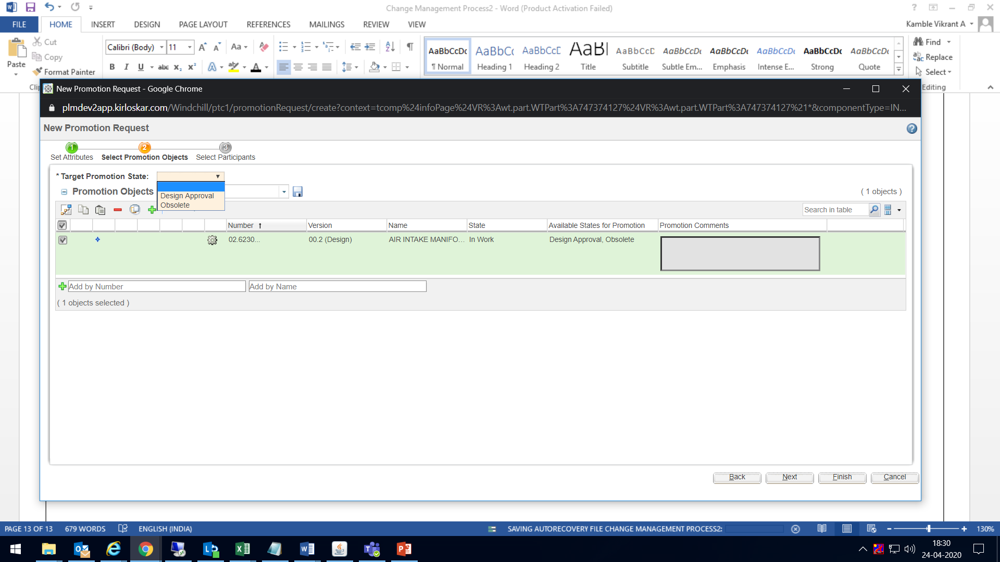 Change Management Process2 - Word (Product Activation Failed)
FILE HOME INSERT DESIGN PAGE LAYOUT REFERENCES MAILINGS REVIEW VIEW Kamble Vikrant A
Paste Cut Copy Format Painter
Calibri (Body) 11
AaBbCcDc AaBbC AaBbCcD AaBl AaBbCcD AaBbCcDc AaBbCcDc AaBbCcDc AaBbCcDc AaBbCcDc
¶ Normal Heading 1 Heading 2 Title Subtitle Subtle Em... Emphasis Intense E... Strong Quote
Find
Replace
Select
Editing
New Promotion Request - Google Chrome
plmdev2app.kirloskar.com/Windchill/ptc1/promotionRequest/create?context=tcomp%24infoPage%24VR%3Awt.part.WTPart%3A747374127%24VR%3Awt.part.WTPart%3A747374127%21*&componentType=IN...
New Promotion Request
1 2 3
Set Attributes Select Promotion Objects Select Participants
* Target Promotion State:
Design Approval
Obsolete
Promotion Objects ( 1 objects )
Search in table
Number ↑ Version Name State Available States for Promotion Promotion Comments
02.6230... 00.2 (Design) AIR INTAKE MANIFO... In Work Design Approval, Obsolete
Add by Number Add by Name
( 1 objects selected )
Back Next Finish Cancel
PAGE 13 OF 13 679 WORDS ENGLISH (INDIA) SAVING AUTORECOVERY FILE CHANGE MANAGEMENT PROCESS2: 130%
18:30
24-04-2020